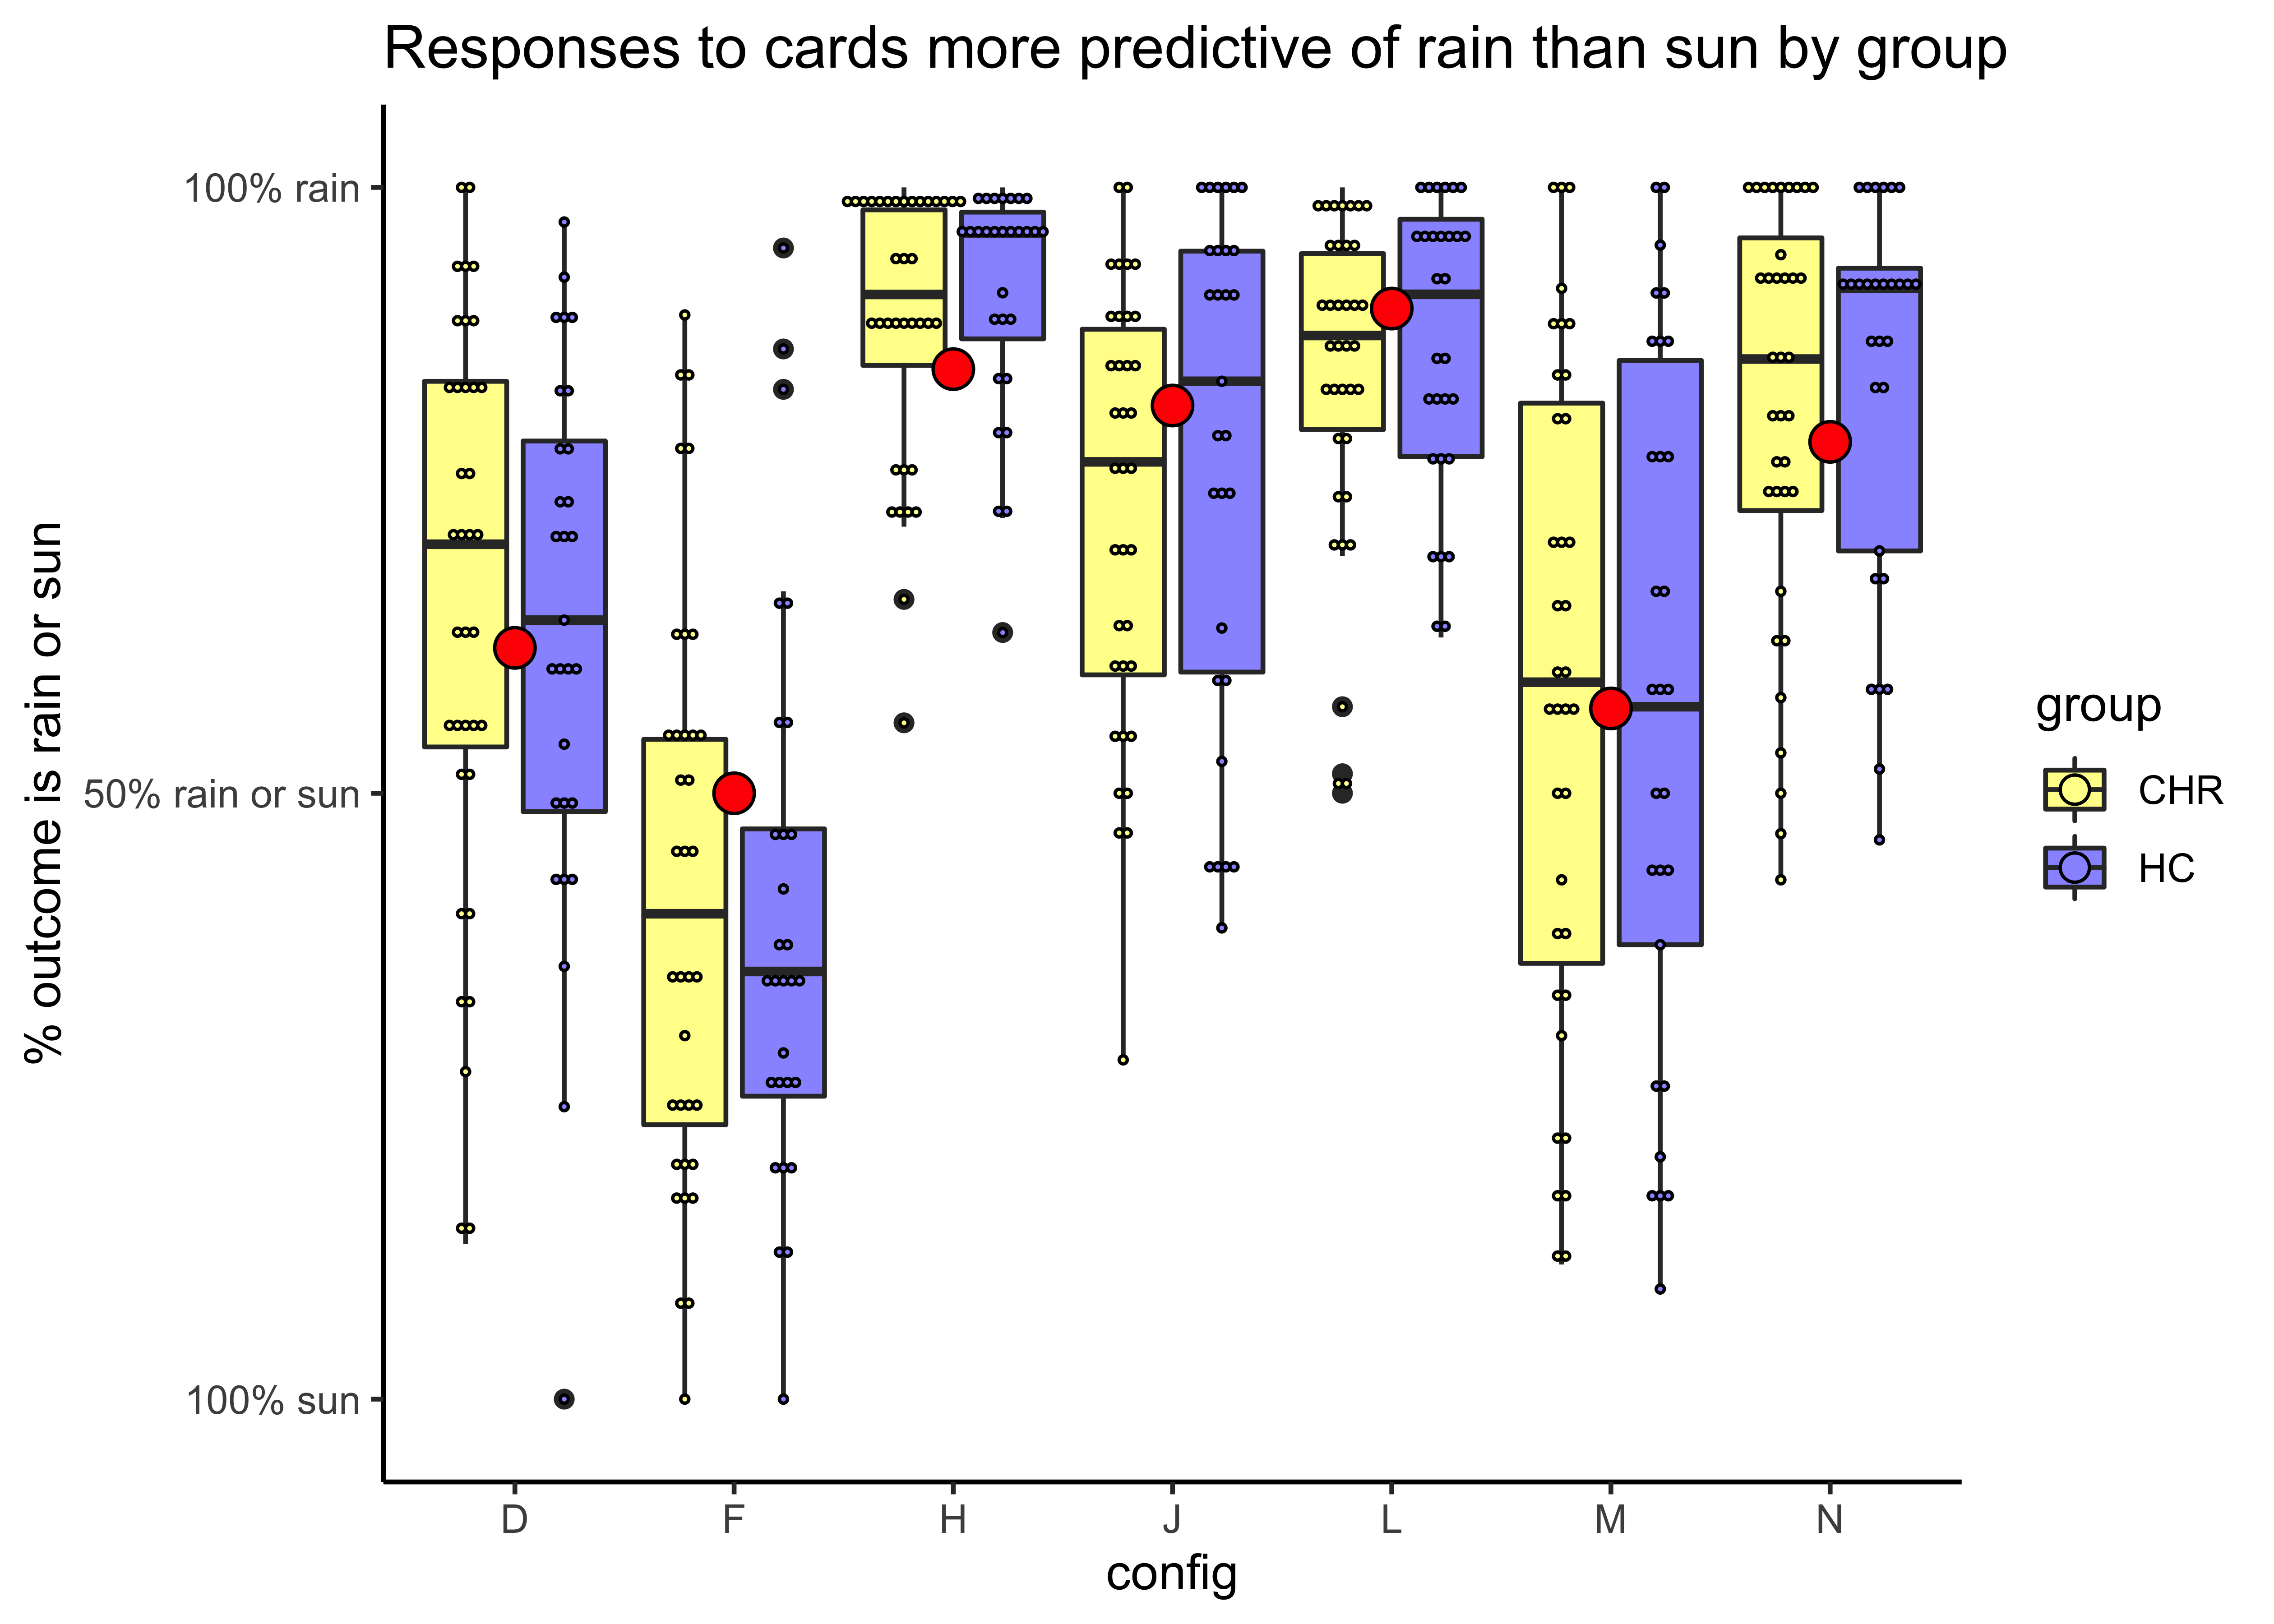 Responses to cards more predictive of rain than sun by group
% outcome is rain or sun
100% rain
50% rain or sun
100% sun
D F H J L M N
config
group
CHR
HC